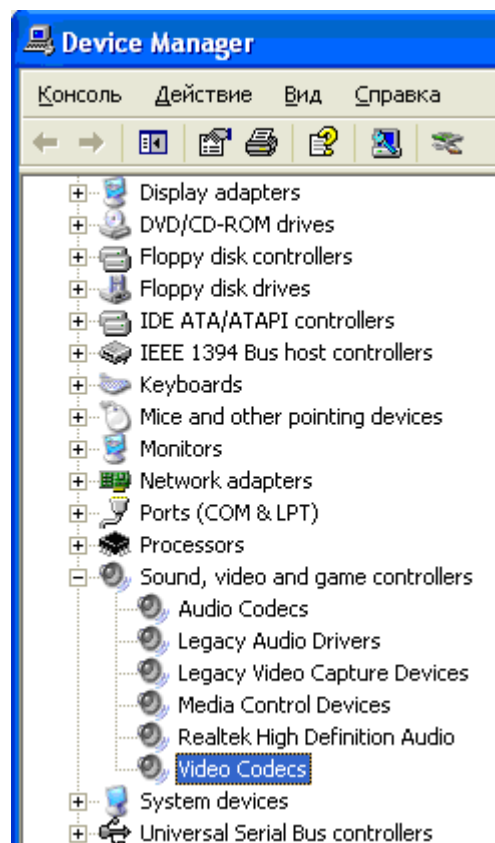 Device Manager
Консоль Действие Вид Справка
Display adapters
DVD/CD-ROM drives
Floppy disk controllers
Floppy disk drives
IDE ATA/ATAPI controllers
IEEE 1394 Bus host controllers
Keyboards
Mice and other pointing devices
Monitors
Network adapters
Ports (COM & LPT)
Processors
Sound, video and game controllers
Audio Codecs
Legacy Audio Drivers
Legacy Video Capture Devices
Media Control Devices
Realtek High Definition Audio
Video Codecs
System devices
Universal Serial Bus controllers